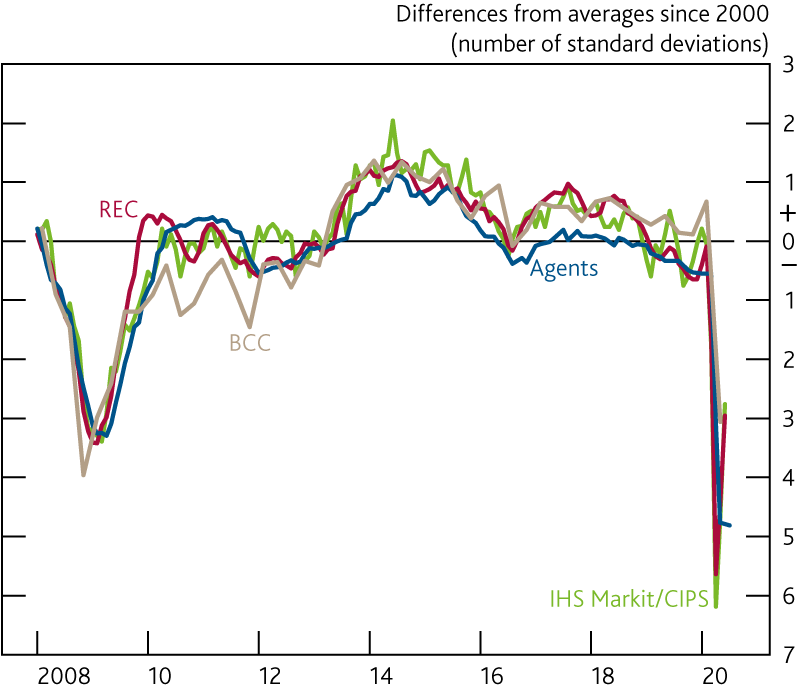 Differences from averages since 2000
(number of standard deviations)
3
2
1
+
0
–
1
2
3
4
5
6
7
REC
Agents
BCC
IHS Markit/CIPS
2008 10 12 14 16 18 20